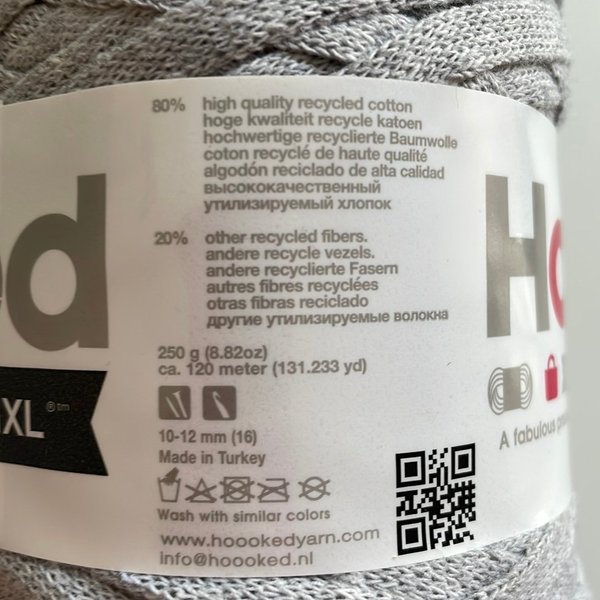 80% high quality recycled cotton
hoge kwaliteit recycle katoen
hochwertige recyclierte Baumwolle
coton recyclé de haute qualité
algodón reciclado de alta calidad
высококачественный
утилизируемый хлопок
20% other recycled fibers.
andere recycle vezels.
andere recyclierte Fasern
autres fibres recyclées
otras fibras reciclado
другие утилизируемые волокна
250 g (8.82oz)
ca. 120 meter (131.233 yd)
10-12 mm (16)
Made in Turkey
Wash with similar colors
www.hoookedyarn.com
info@hoooked.nl
ed
XL ®™
H
A fabulous